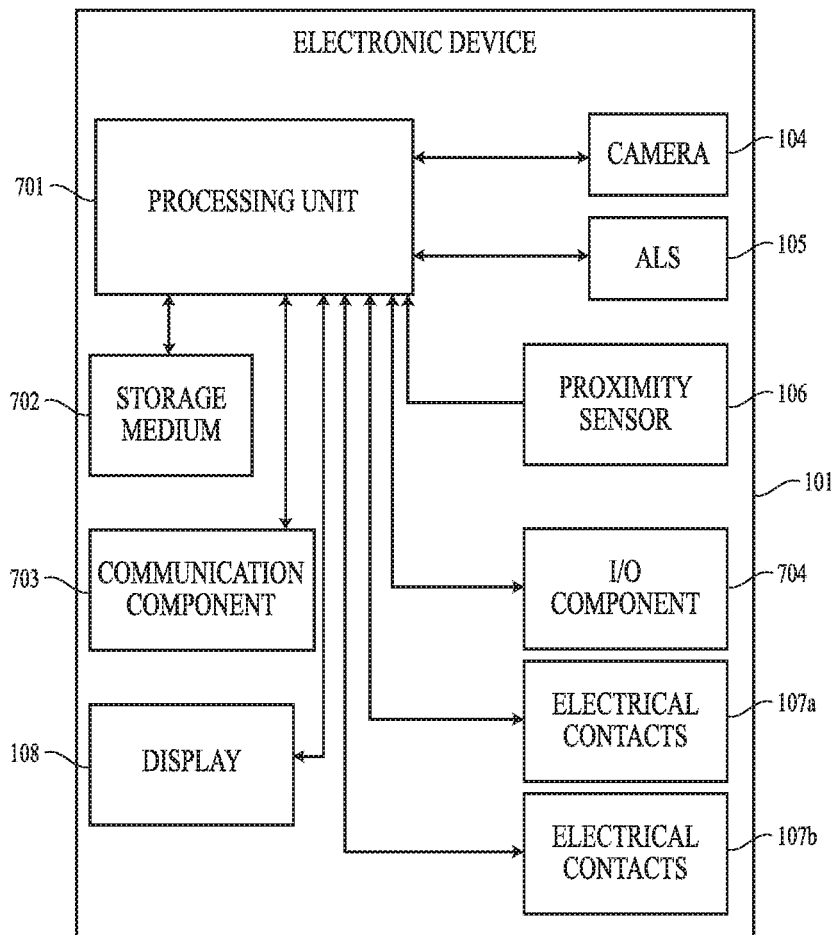 ELECTRONIC DEVICE
701
PROCESSING UNIT
CAMERA
104
ALS
105
702
STORAGE
MEDIUM
PROXIMITY
SENSOR
106
101
703
COMMUNICATION
COMPONENT
I/O
COMPONENT
704
108
DISPLAY
ELECTRICAL
CONTACTS
107a
ELECTRICAL
CONTACTS
107b